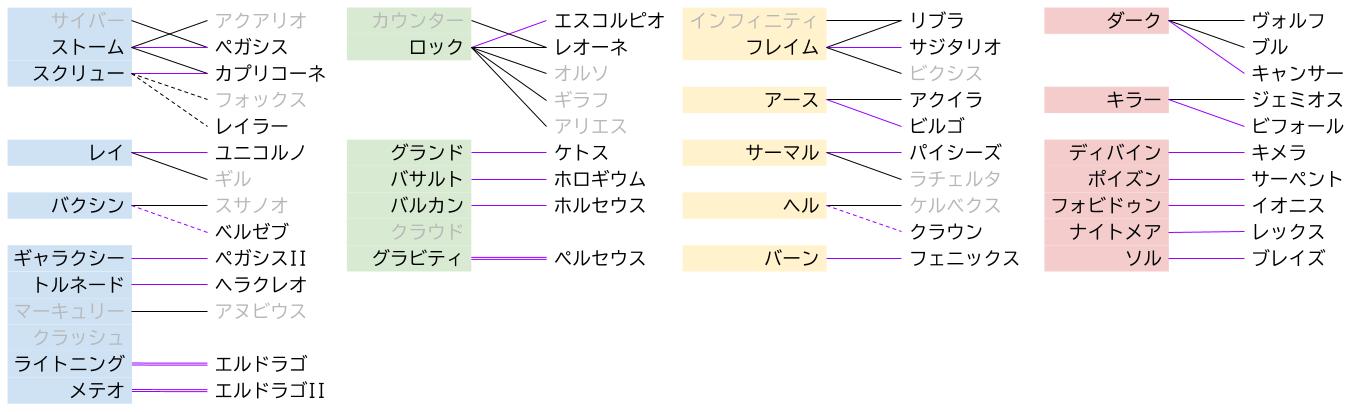 サイバー アクアリオ
ストーム ペガシス
スクリュー カプリコーネ
フォックス
レイラー
レイ ユニコルノ
ギル
バクシン スサノオ
ベルゼブ
ギャラクシー ペガシスII
トルネード ヘラクレオ
マーキュリー アヌビウス
クラッシュ
ライトニング エルドラゴ
メテオ エルドラゴII
カウンター エスコルピオ
ロック レオーネ
オルソ
ギラフ
アリエス
グランド ケトス
バサルト ホロギウム
バルカン ホルセウス
クラウド
グラビティ ペルセウス
インフィニティ リブラ
フレイム サジタリオ
ビクシス
アース アクイラ
ビルゴ
サーマル パイシーズ
ラチェルタ
ヘル ケルベクス
クラウン
バーン フェニックス
ダーク ヴォルフ
ブル
キャンサー
キラー ジェミオス
ビフォール
ディバイン キメラ
ポイズン サーペント
フォビドゥン イオニス
ナイトメア レックス
ソル ブレイズ